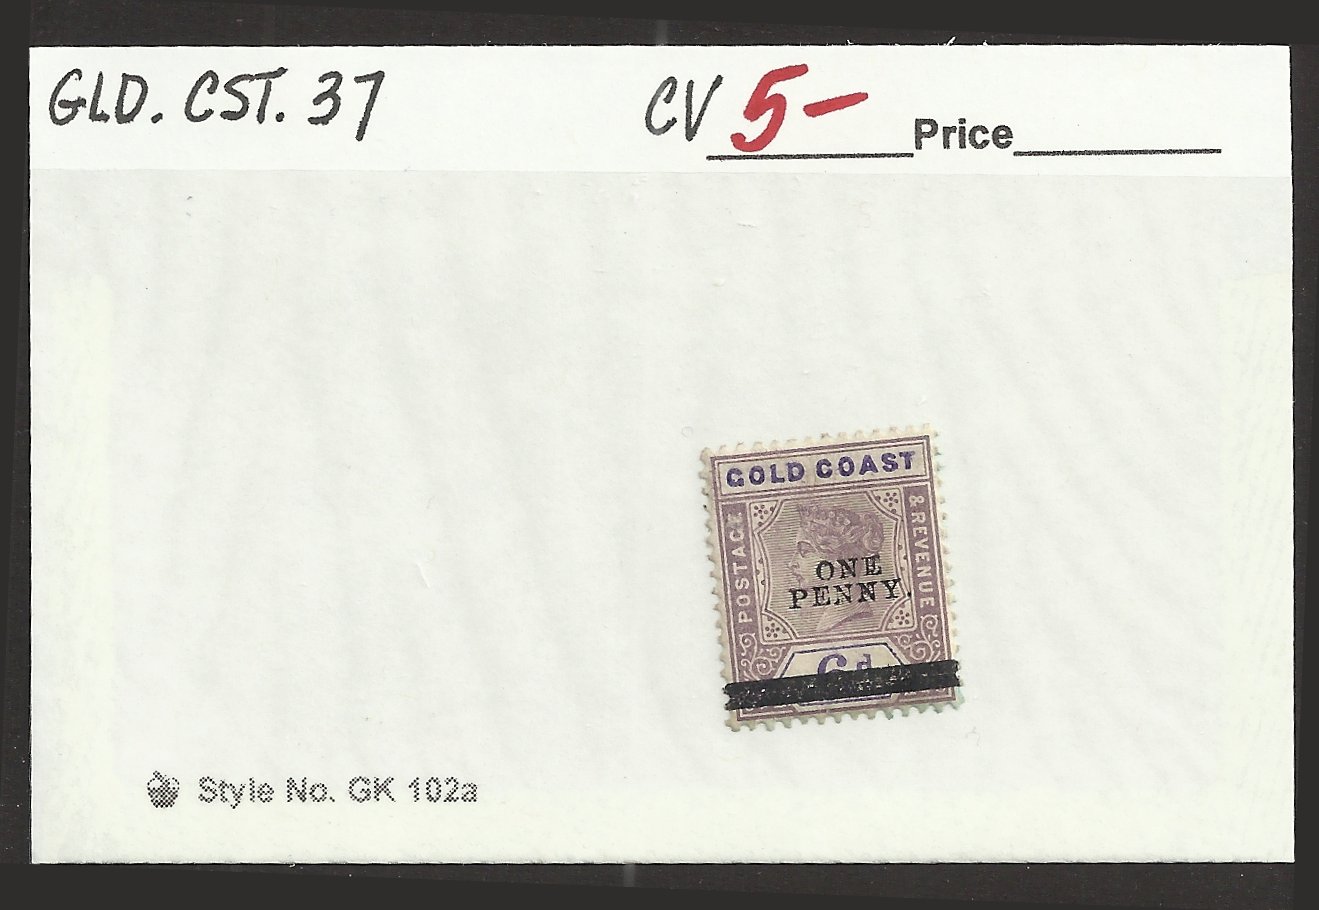 GLD. CST. 37 CV 5- Price
GOLD COAST
POSTAGE
& REVENUE
ONE
PENNY.
6d
Style No. GK 102a